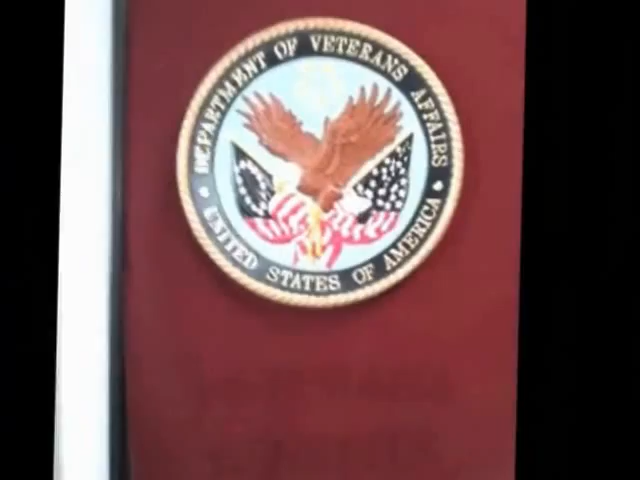 DEPARTMENT OF VETERANS AFFAIRS
UNITED STATES OF AMERICA